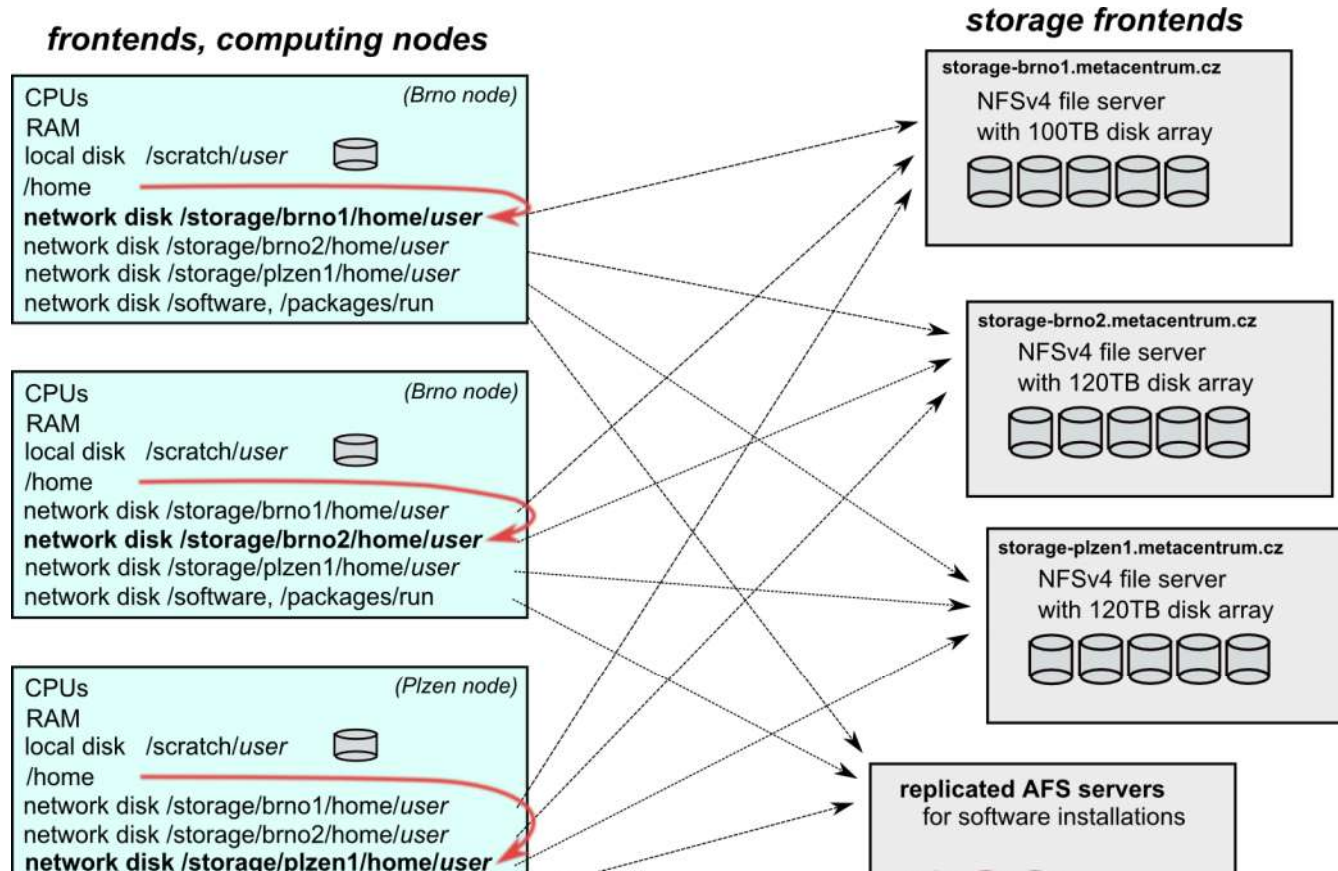 frontends, computing nodes
CPUs
(Brno node)
RAM
local disk /scratch/user
/home
network disk /storage/brno1/home/user
network disk /storage/brno2/home/user
network disk /storage/plzen1/home/user
network disk /software, /packages/run
CPUs
(Brno node)
RAM
local disk /scratch/user
/home
network disk /storage/brno1/home/user
network disk /storage/brno2/home/user
network disk /storage/plzen1/home/user
network disk /software, /packages/run
CPUs
(Plzen node)
RAM
local disk /scratch/user
/home
network disk /storage/brno1/home/user
network disk /storage/brno2/home/user
network disk /storage/plzen1/home/user
storage frontends
storage-brno1.metacentrum.cz
NFSv4 file server
with 100TB disk array
storage-brno2.metacentrum.cz
NFSv4 file server
with 120TB disk array
storage-plzen1.metacentrum.cz
NFSv4 file server
with 120TB disk array
replicated AFS servers
for software installations